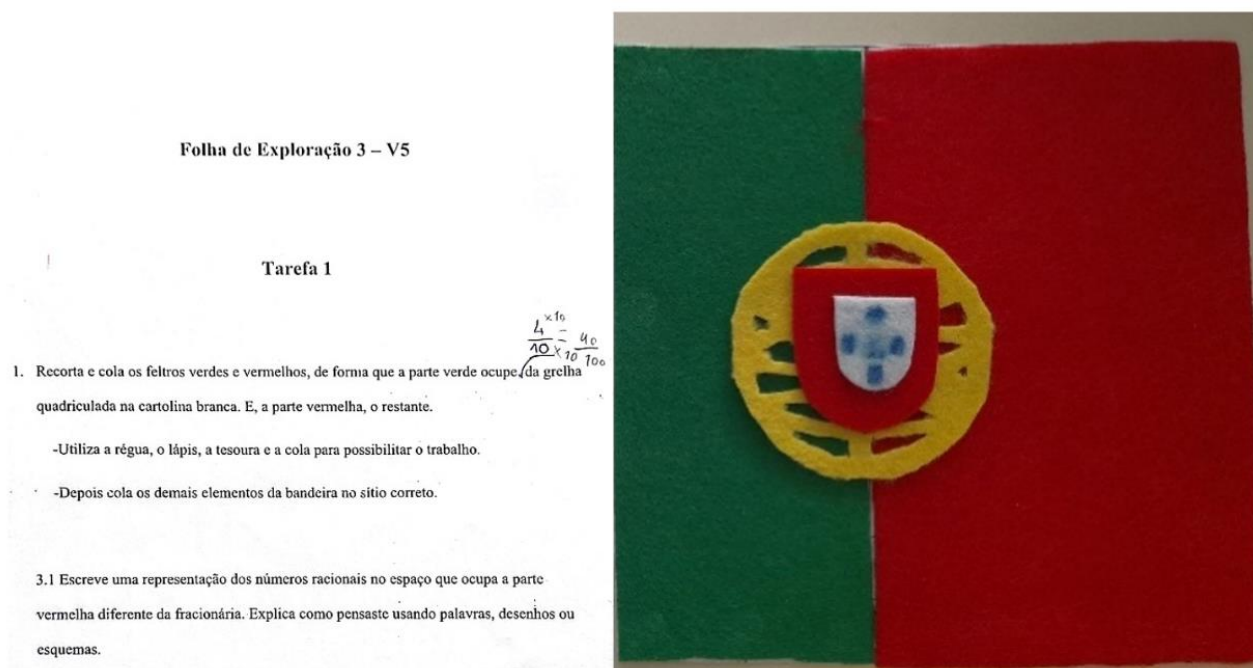 Folha de Exploração 3 – V5
Tarefa 1
4 ×10 = 40
10 ×10 100
1. Recorta e cola os feltros verdes e vermelhos, de forma que a parte verde ocupe da grelha
quadriculada na cartolina branca. E, a parte vermelha, o restante.
-Utiliza a régua, o lápis, a tesoura e a cola para possibilitar o trabalho.
-Depois cola os demais elementos da bandeira no sítio correto.
3.1 Escreve uma representação dos números racionais no espaço que ocupa a parte
vermelha diferente da fracionária. Explica como pensaste usando palavras, desenhos ou
esquemas.